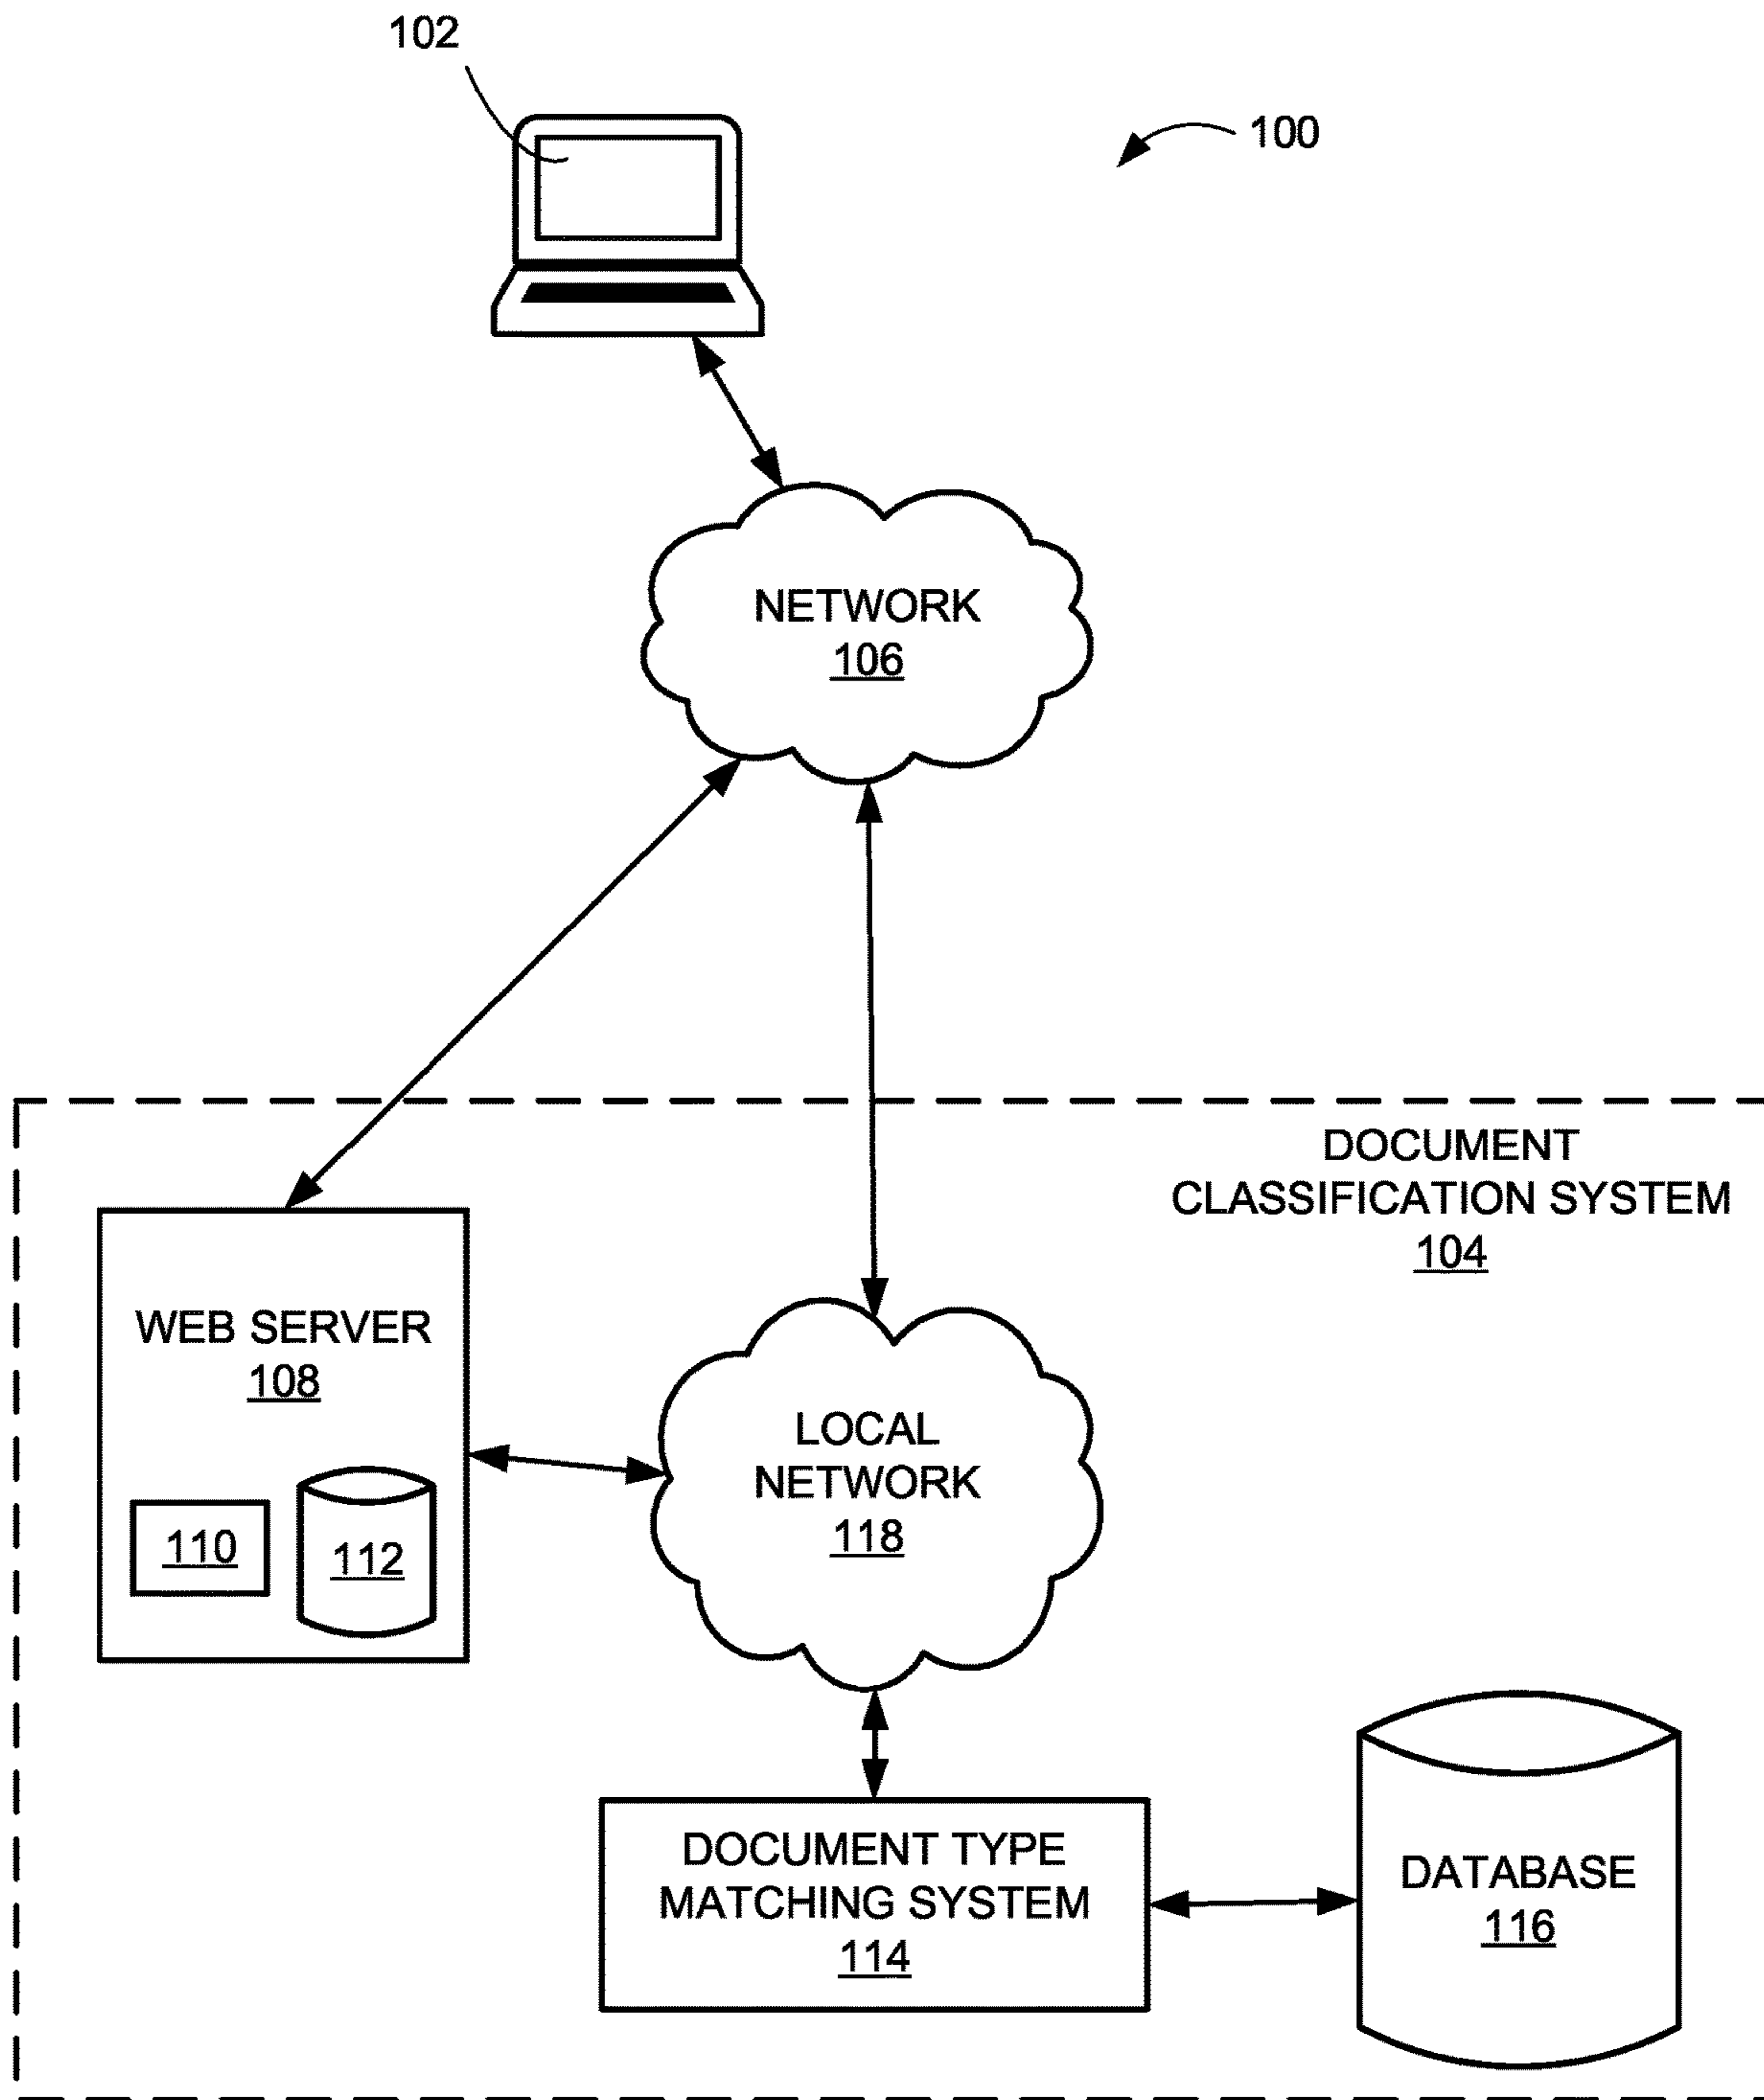 102
100
NETWORK
106
DOCUMENT
CLASSIFICATION SYSTEM
104
WEB SERVER
108
110
112
LOCAL
NETWORK
118
DOCUMENT TYPE
MATCHING SYSTEM
114
DATABASE
116